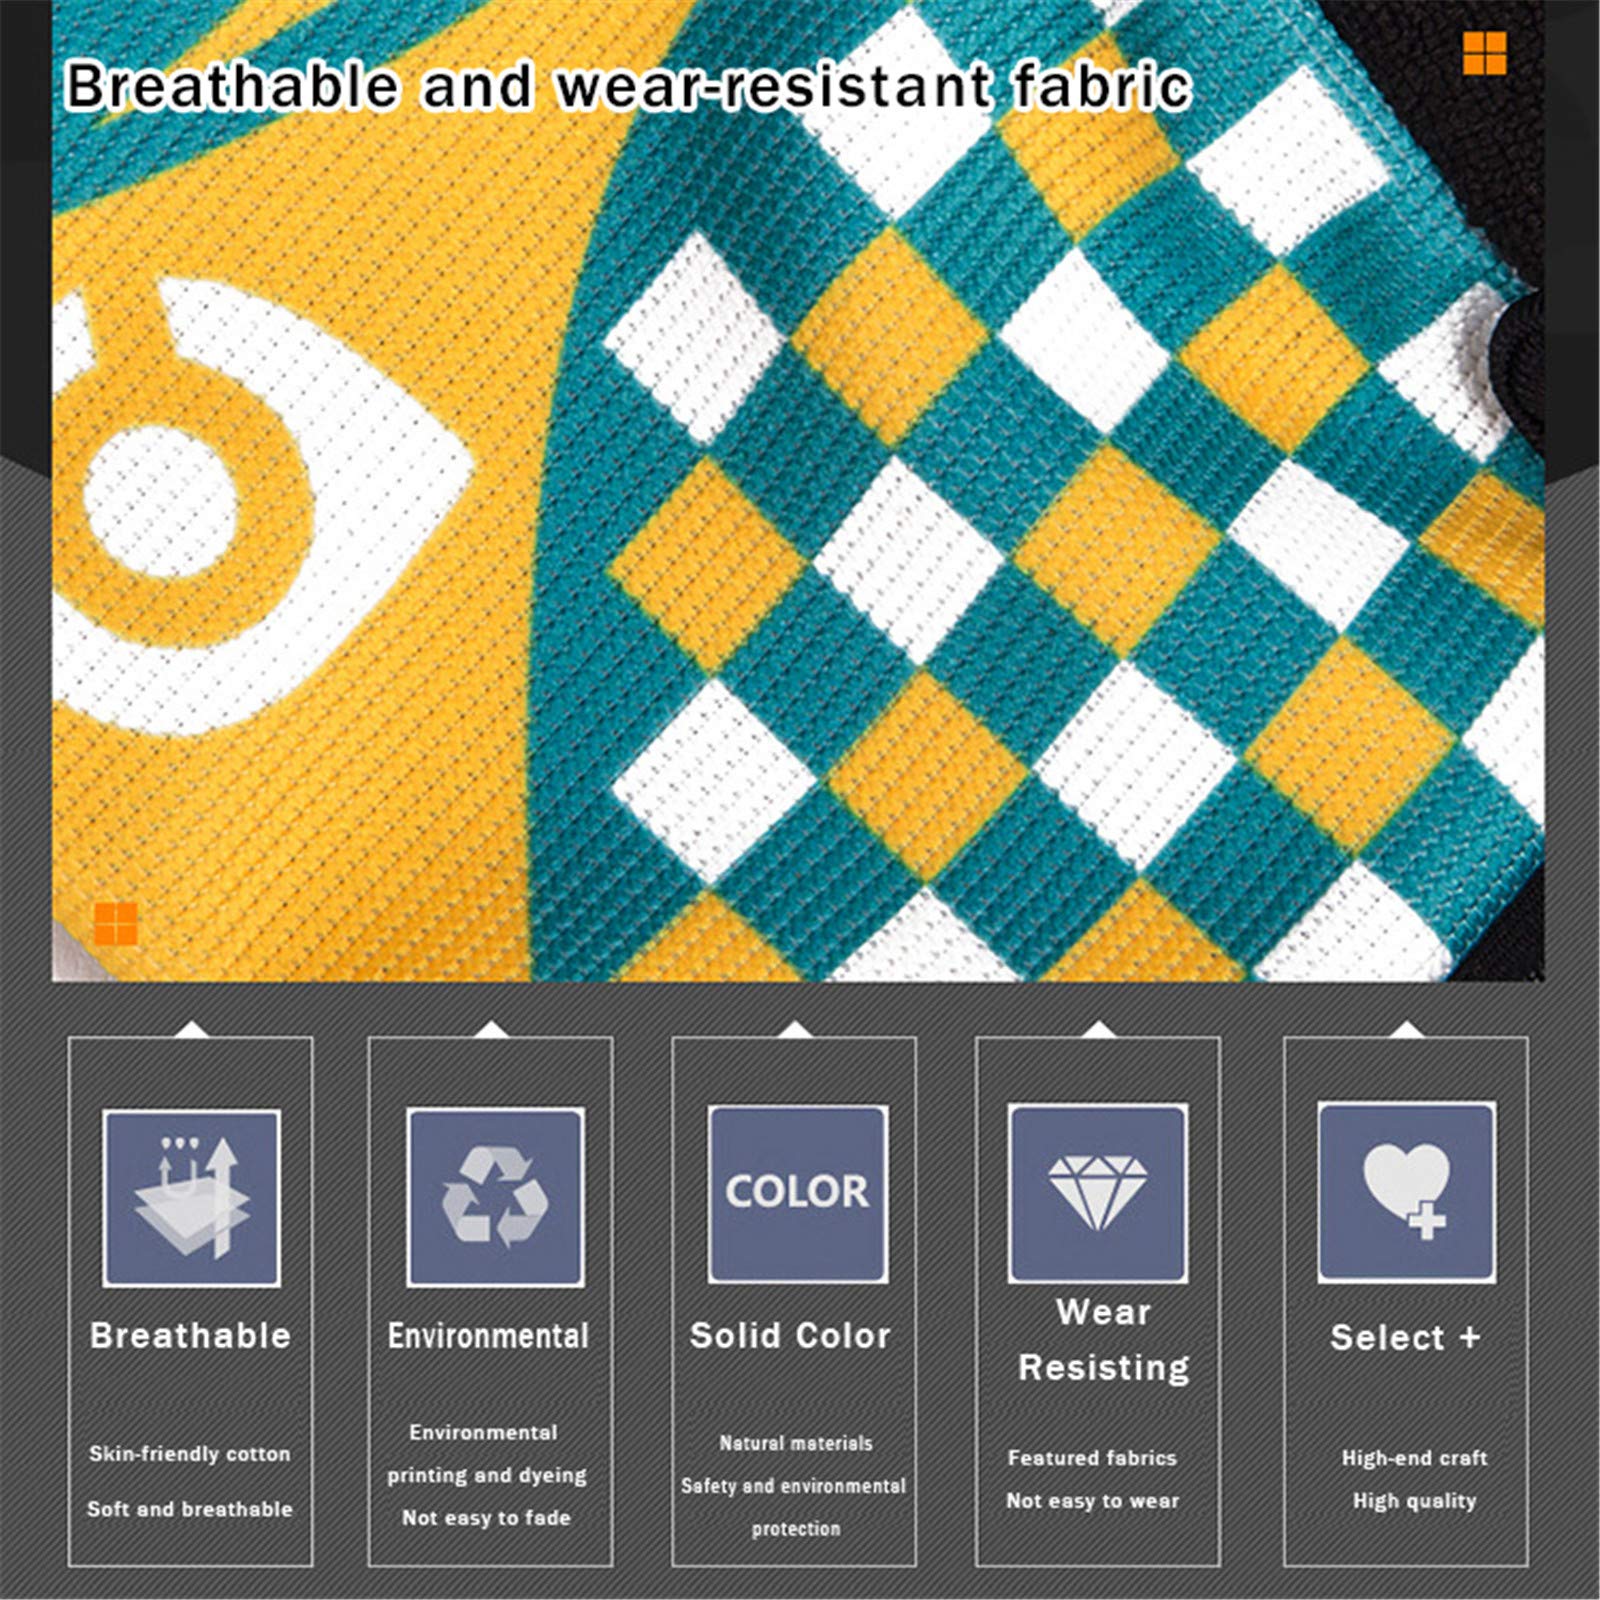 Breathable and wear-resistant fabric
COLOR
Breathable
Skin-friendly cotton
Soft and breathable
Environmental
Environmental
printing and dyeing
Not easy to fade
Solid Color
Natural materials
Safety and environmental
protection
Wear
Resisting
Featured fabrics
Not easy to wear
Select +
High-end craft
High quality